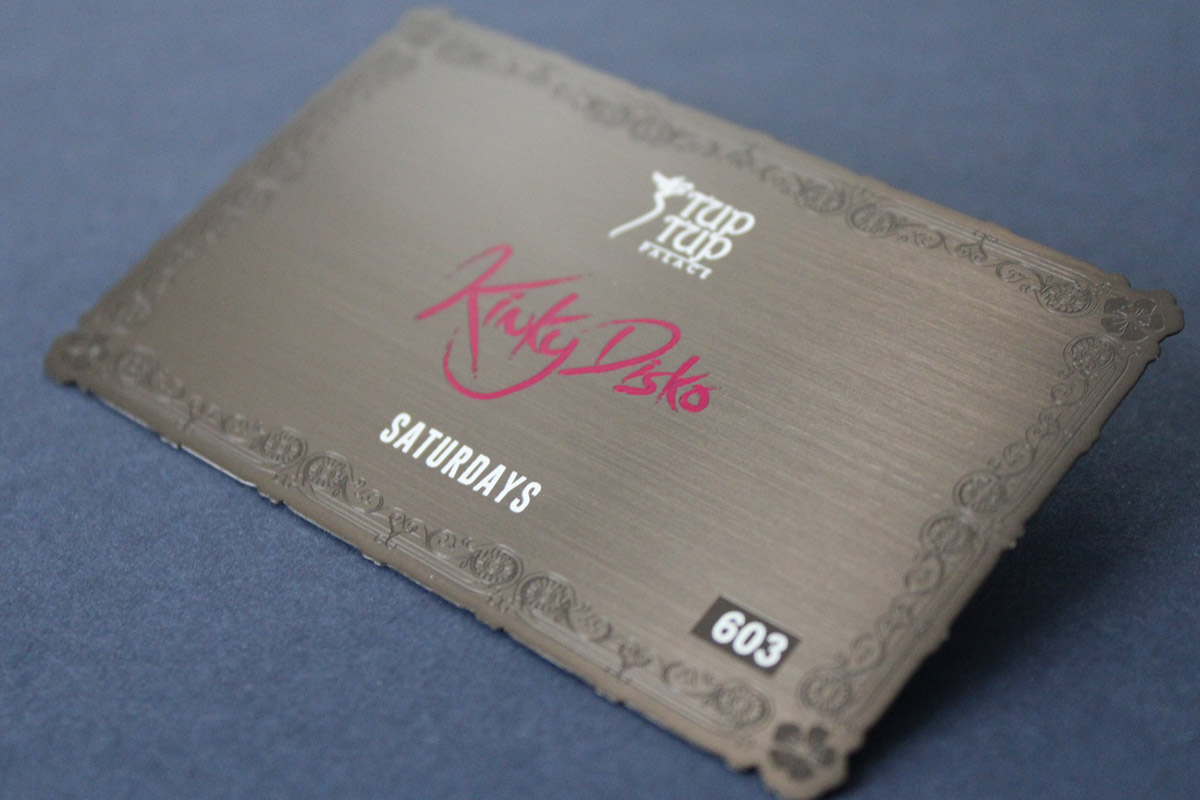 TUP
TUP
PALACE
Kinky Disko
SATURDAYS
603